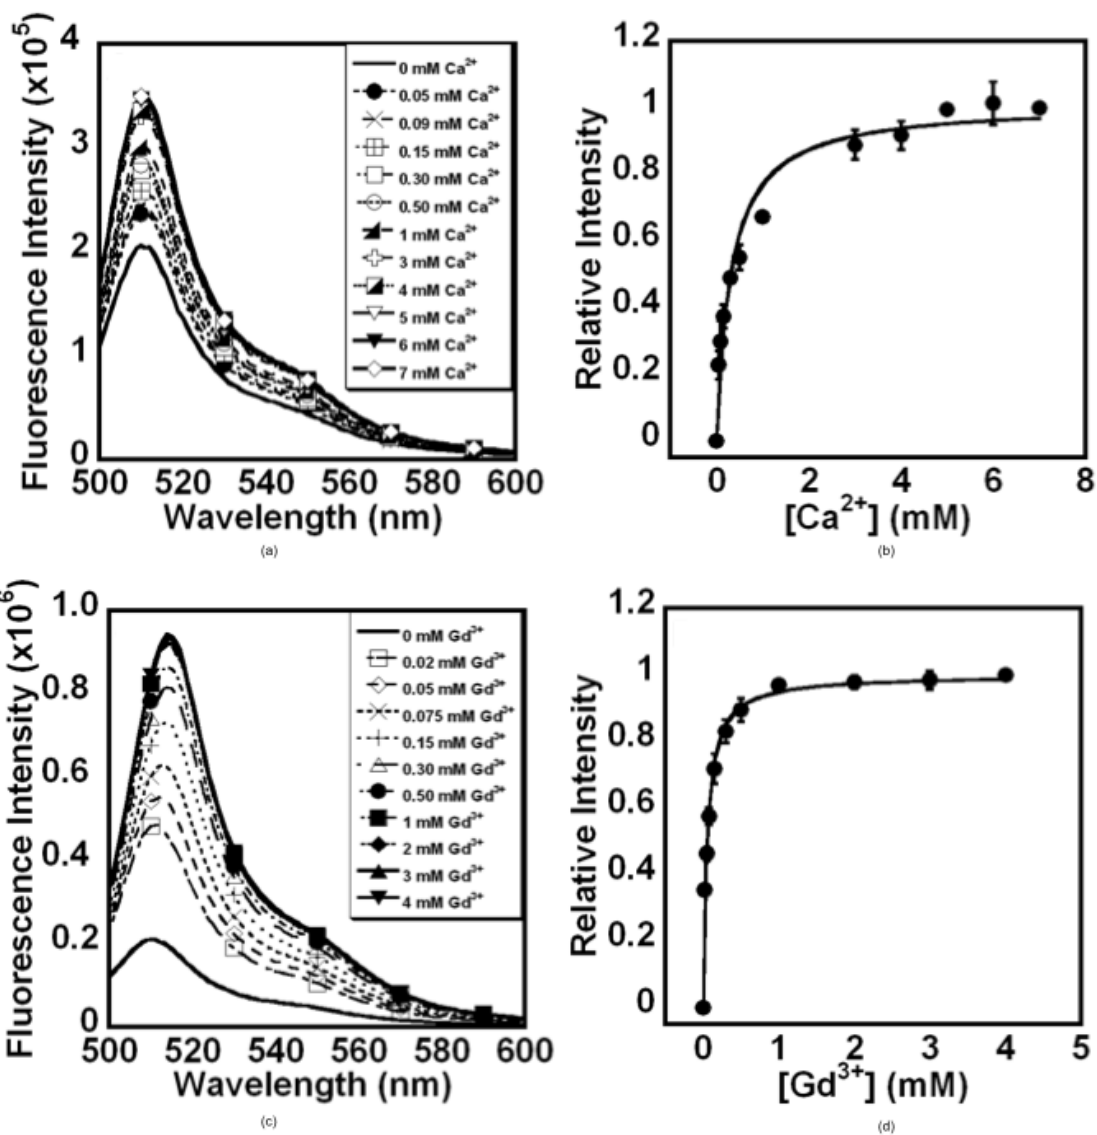 Fluorescence Intensity (x10⁵)
4
3
2
1
0
500 520 540 560 580 600
Wavelength (nm)
0 mM Ca²⁺
0.05 mM Ca²⁺
0.09 mM Ca²⁺
0.15 mM Ca²⁺
0.30 mM Ca²⁺
0.50 mM Ca²⁺
1 mM Ca²⁺
3 mM Ca²⁺
4 mM Ca²⁺
5 mM Ca²⁺
6 mM Ca²⁺
7 mM Ca²⁺
(a)
Relative Intensity
1.2
1
0.8
0.6
0.4
0.2
0
0 2 4 6 8
[Ca²⁺] (mM)
(b)
Fluorescence Intensity (x10⁶)
1.0
0.8
0.6
0.4
0.2
0
500 520 540 560 580 600
Wavelength (nm)
0 mM Gd³⁺
0.02 mM Gd³⁺
0.05 mM Gd³⁺
0.075 mM Gd³⁺
0.15 mM Gd³⁺
0.30 mM Gd³⁺
0.50 mM Gd³⁺
1 mM Gd³⁺
2 mM Gd³⁺
3 mM Gd³⁺
4 mM Gd³⁺
(c)
Relative Intensity
1.2
1
0.8
0.6
0.4
0.2
0
0 1 2 3 4 5
[Gd³⁺] (mM)
(d)